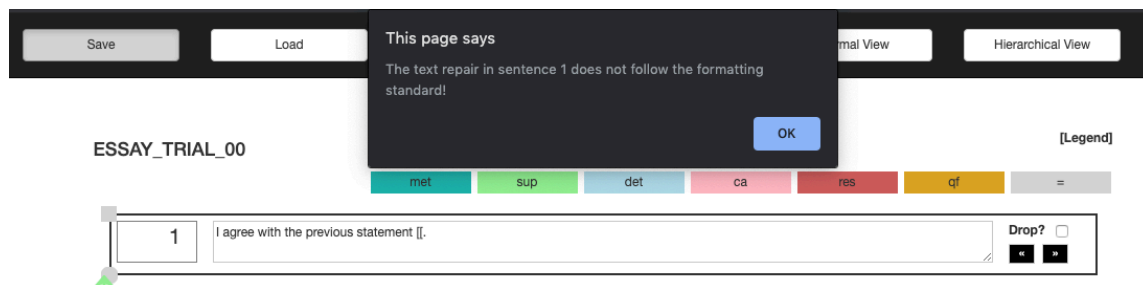 This page says
Save Load rmal View Hierarchical View
The text repair in sentence 1 does not follow the formatting
standard!
OK
[Legend]
ESSAY_TRIAL_00
met sup det ca res qf =
1 I agree with the previous statement [[. Drop?
« »